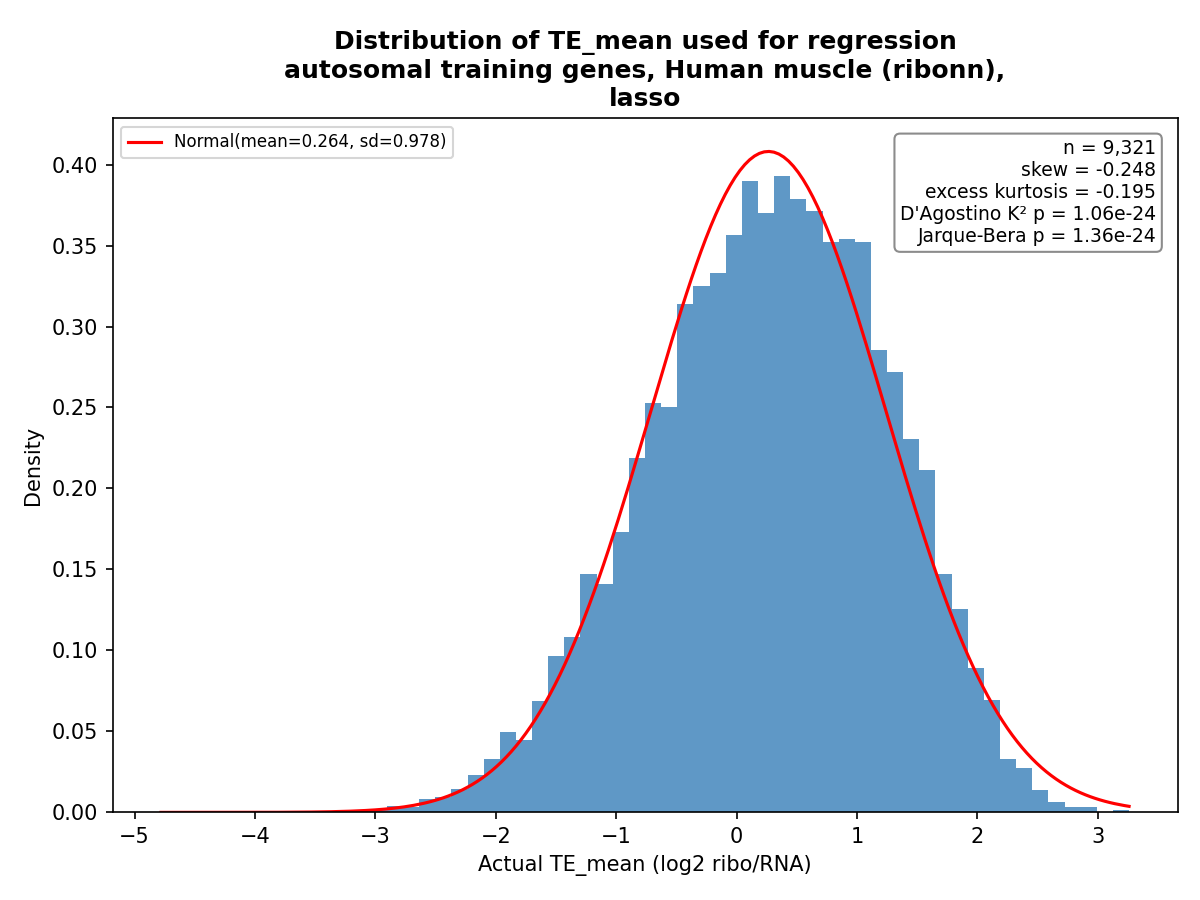 Distribution of TE_mean used for regression
autosomal training genes, Human muscle (ribonn),
lasso
Normal(mean=0.264, sd=0.978)
n = 9,321
skew = -0.248
excess kurtosis = -0.195
D'Agostino K² p = 1.06e-24
Jarque-Bera p = 1.36e-24
0.40
0.35
0.30
0.25
0.20
0.15
0.10
0.05
0.00
Density
−5 −4 −3 −2 −1 0 1 2 3
Actual TE_mean (log2 ribo/RNA)